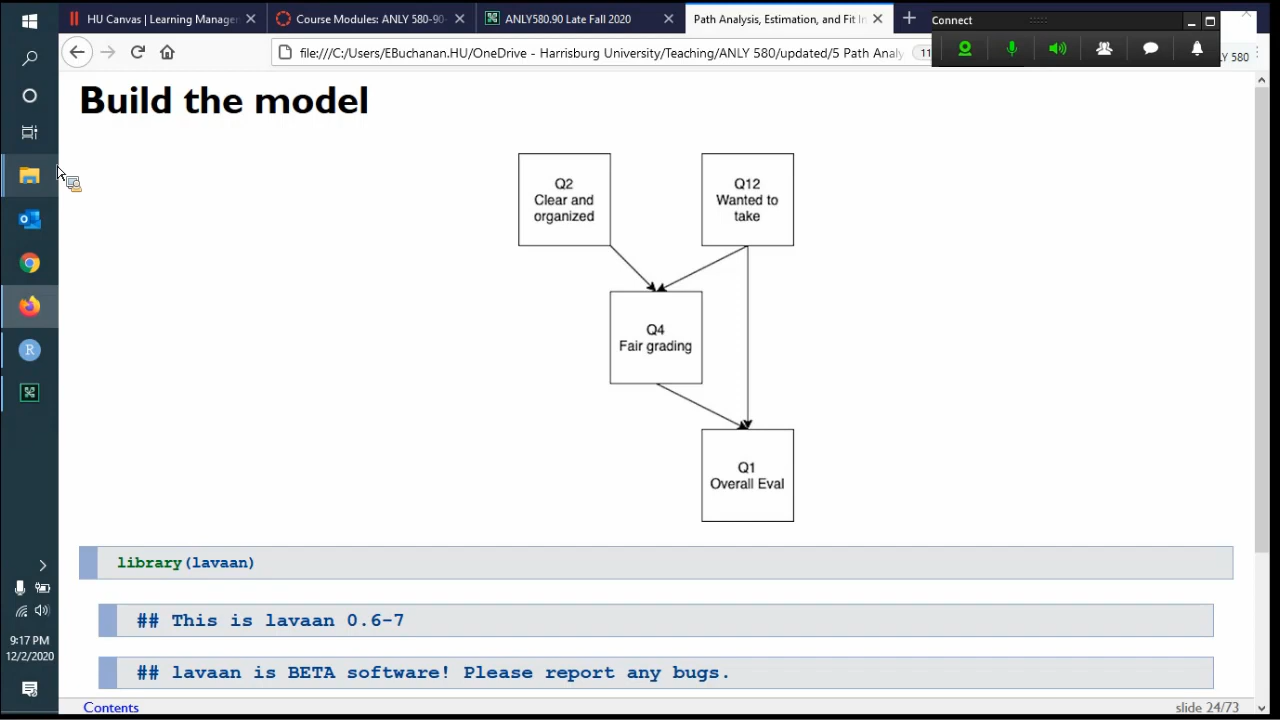 HU Canvas | Learning Manage
Course Modules: ANLY 580-90-
ANLY580.90 Late Fall 2020
Path Analysis, Estimation, and Fit In
Connect
file:///C:/Users/EBuchanan.HU/OneDrive - Harrisburg University/Teaching/ANLY 580/updated/5 Path Analy
11
LY 580
Build the model
Q2
Clear and
organized
Q12
Wanted to
take
Q4
Fair grading
Q1
Overall Eval
library(lavaan)
## This is lavaan 0.6-7
## lavaan is BETA software! Please report any bugs.
9:17 PM
12/2/2020
Contents
slide 24/73